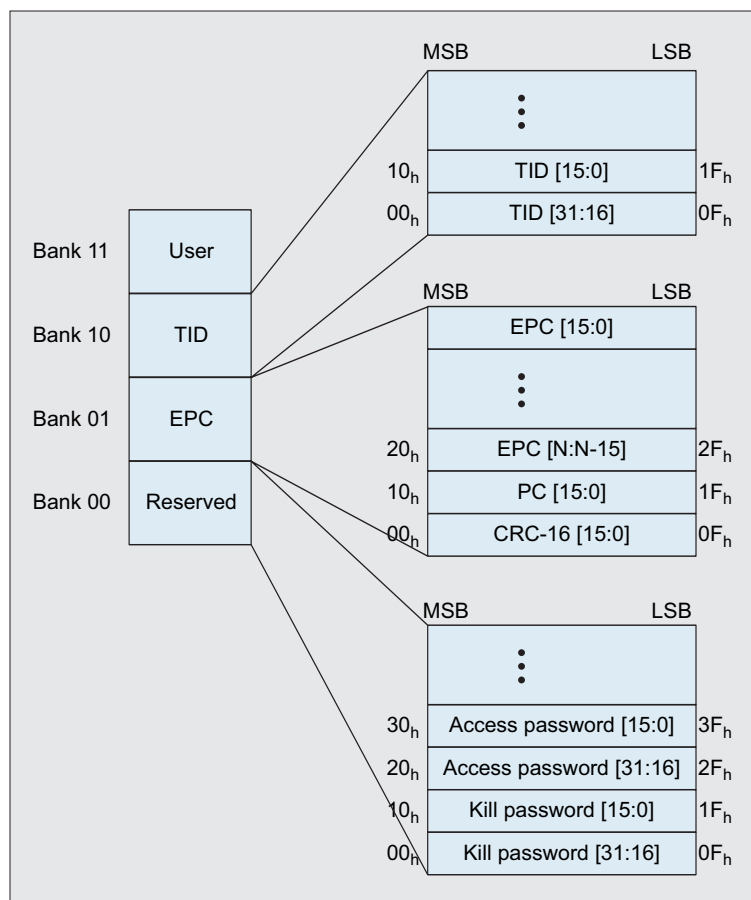 MSB LSB
10h TID [15:0] 1Fh
00h TID [31:16] 0Fh
Bank 11 User
Bank 10 TID
Bank 01 EPC
Bank 00 Reserved
MSB LSB
EPC [15:0]
20h EPC [N:N-15] 2Fh
10h PC [15:0] 1Fh
00h CRC-16 [15:0] 0Fh
MSB LSB
30h Access password [15:0] 3Fh
20h Access password [31:16] 2Fh
10h Kill password [15:0] 1Fh
00h Kill password [31:16] 0Fh